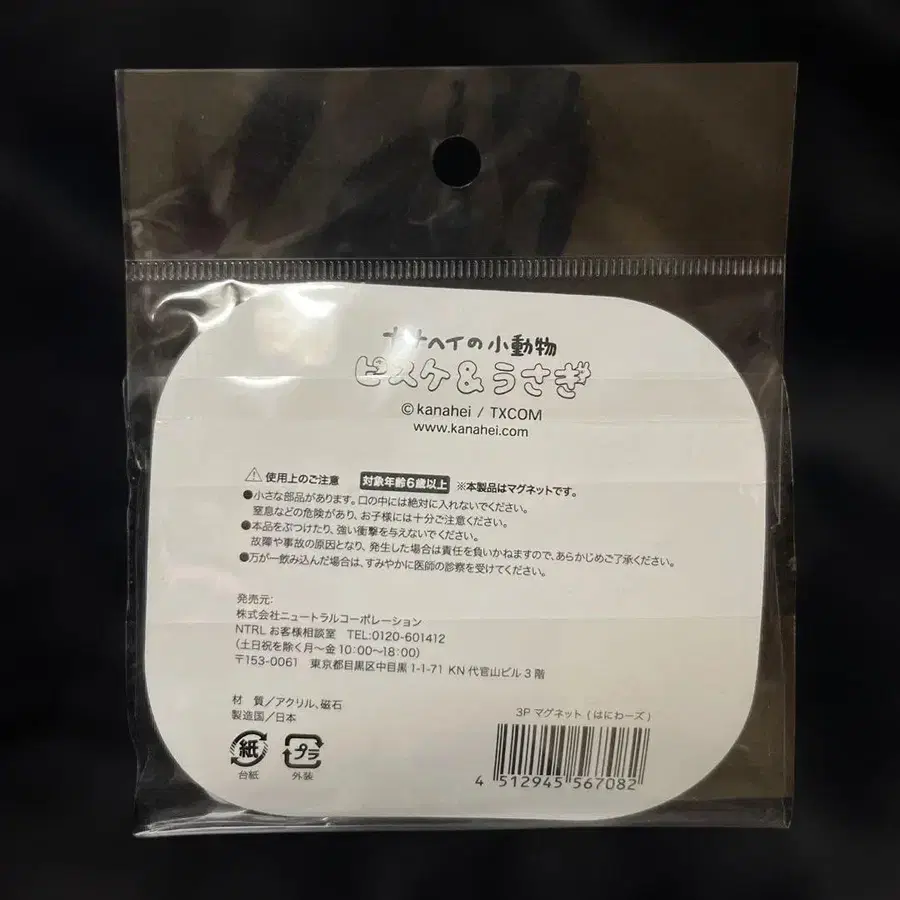 カナヘイの小動物
ピスケ&うさぎ
©kanahei / TXCOM
www.kanahei.com
使用上のご注意 対象年齢6歳以上 ※本製品はマグネットです。
●小さな部品があります。口の中には絶対に入れないでください。
窒息などの危険があり、お子様には十分ご注意ください。
●本品をぶつけたり、強い衝撃を与えないでください。
故障や事故の原因となり、発生した場合は責任を負いかねますので、あらかじめご了承ください。
●万が一飲み込んだ場合は、すみやかに医師の診察を受けてください。
発売元:
株式会社ニュートラルコーポレーション
NTRL お客様相談室 TEL:0120-601412
(土日祝を除く月〜金 10:00〜18:00)
〒153-0061 東京都目黒区中目黒1-1-71 KN代官山ビル3階
材 質/アクリル、磁石
製造国/日本
3P マグネット (はにわーズ)
紙
台紙
プラ
外装
4 512945 567082